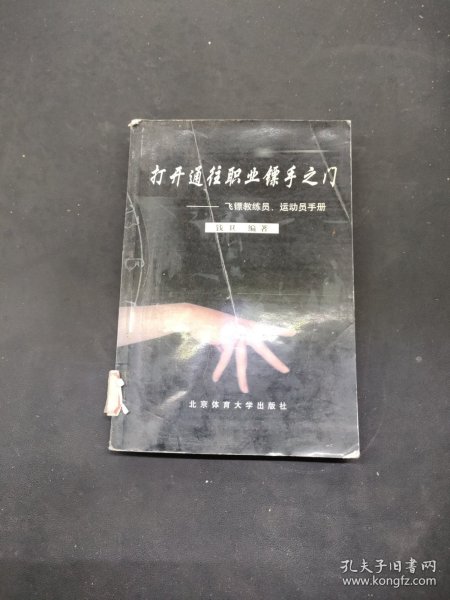 打开通往职业镖手之门
——飞镖教练员、运动员手册
钱卫 编著
北京体育大学出版社
孔夫子旧书网
www.kongfz.com